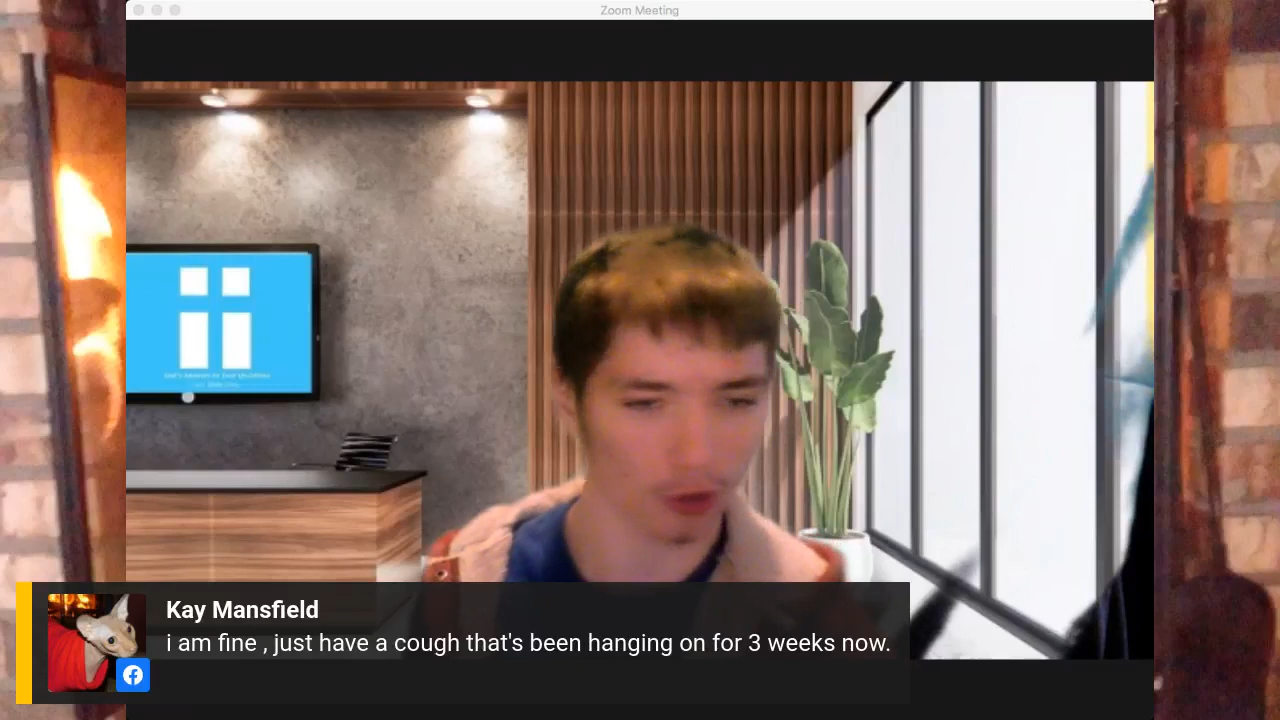 Zoom Meeting
Kay Mansfield
i am fine , just have a cough that's been hanging on for 3 weeks now.